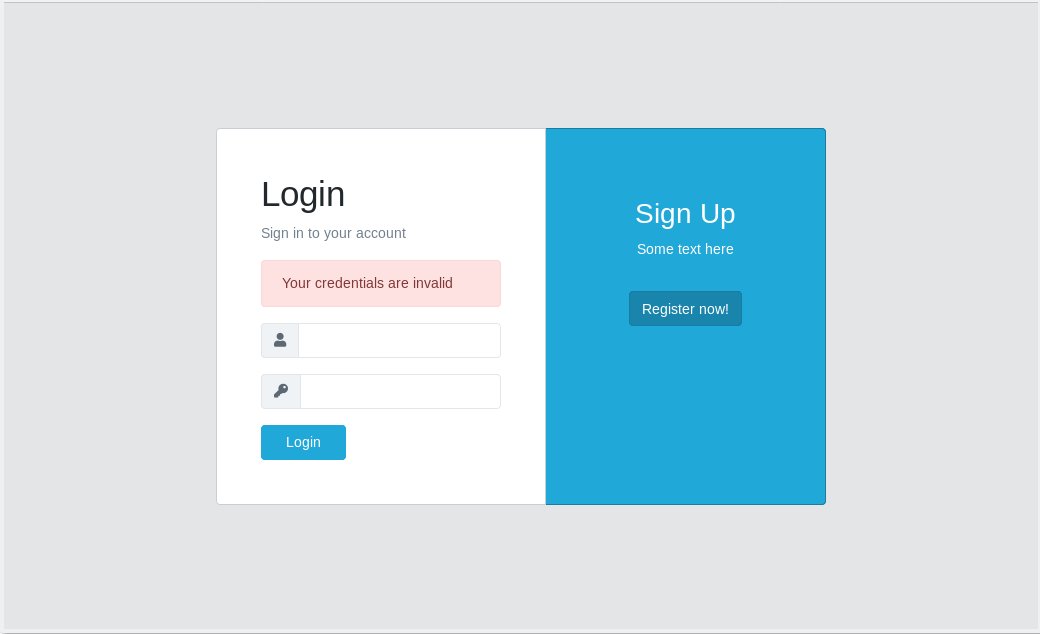 Login
Sign in to your account
Your credentials are invalid
Login
Sign Up
Some text here
Register now!